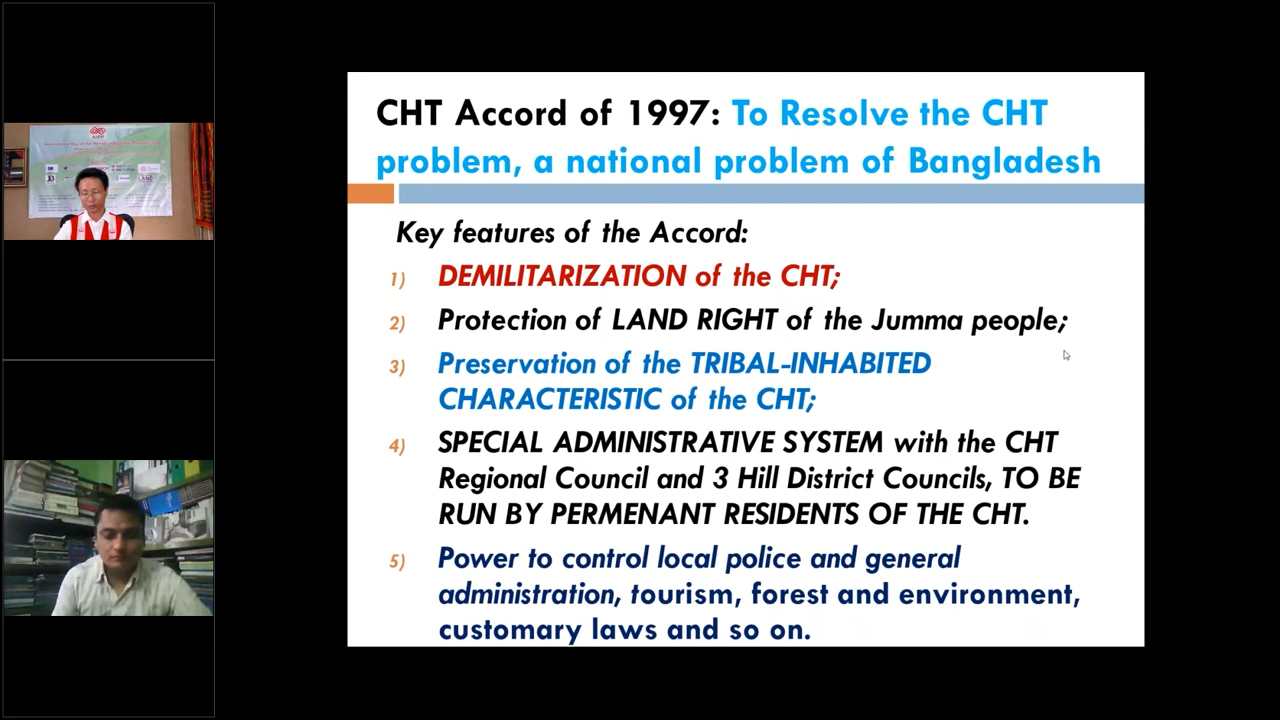 AIPP
CHT Accord of 1997: To Resolve the CHT
problem, a national problem of Bangladesh
Key features of the Accord:
1) DEMILITARIZATION of the CHT;
2) Protection of LAND RIGHT of the Jumma people;
3) Preservation of the TRIBAL-INHABITED
CHARACTERISTIC of the CHT;
4) SPECIAL ADMINISTRATIVE SYSTEM with the CHT
Regional Council and 3 Hill District Councils, TO BE
RUN BY PERMENANT RESIDENTS OF THE CHT.
5) Power to control local police and general
administration, tourism, forest and environment,
customary laws and so on.